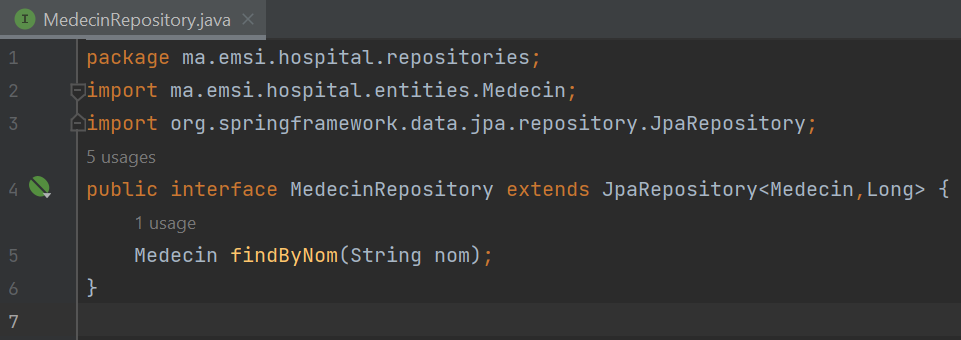 I MedecinRepository.java ×
1 package ma.emsi.hospital.repositories;
2 import ma.emsi.hospital.entities.Medecin;
3 import org.springframework.data.jpa.repository.JpaRepository;
5 usages
4 public interface MedecinRepository extends JpaRepository<Medecin,Long> {
1 usage
5 Medecin findByNom(String nom);
6 }
7